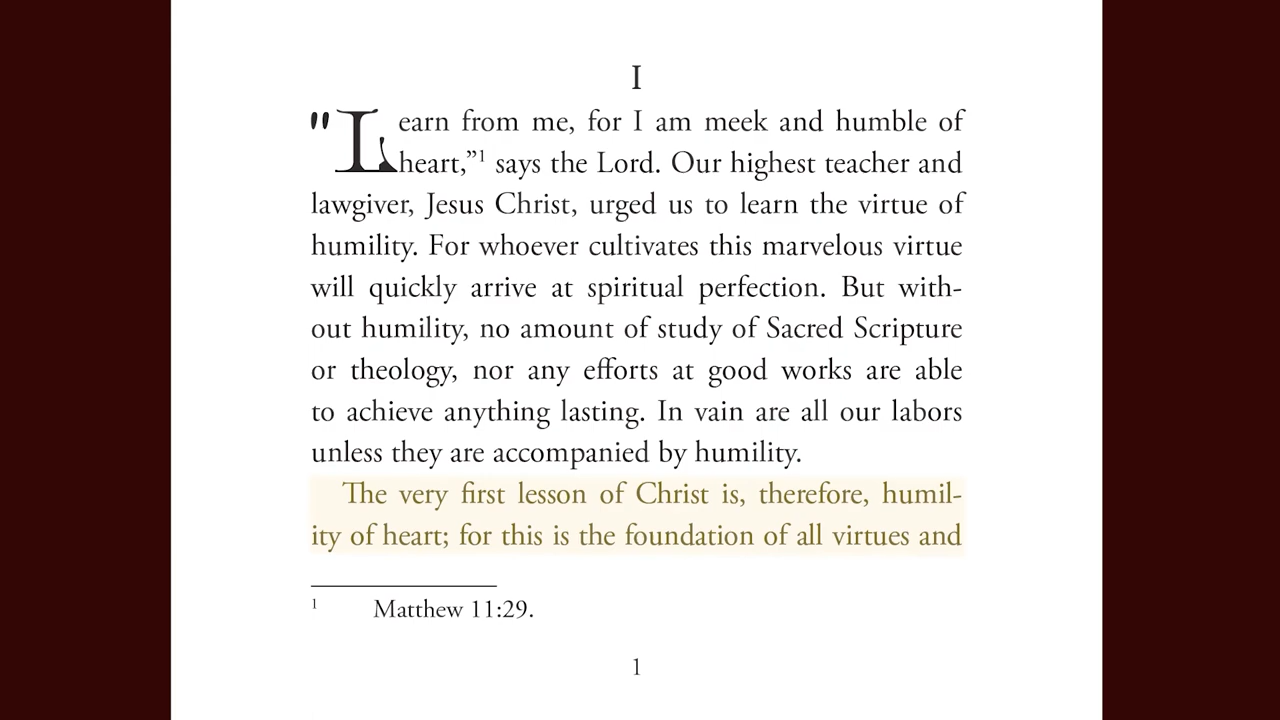 I
"Learn from me, for I am meek and humble of
heart,”¹ says the Lord. Our highest teacher and
lawgiver, Jesus Christ, urged us to learn the virtue of
humility. For whoever cultivates this marvelous virtue
will quickly arrive at spiritual perfection. But with-
out humility, no amount of study of Sacred Scripture
or theology, nor any efforts at good works are able
to achieve anything lasting. In vain are all our labors
unless they are accompanied by humility.
The very first lesson of Christ is, therefore, humil-
ity of heart; for this is the foundation of all virtues and
¹ Matthew 11:29.
1